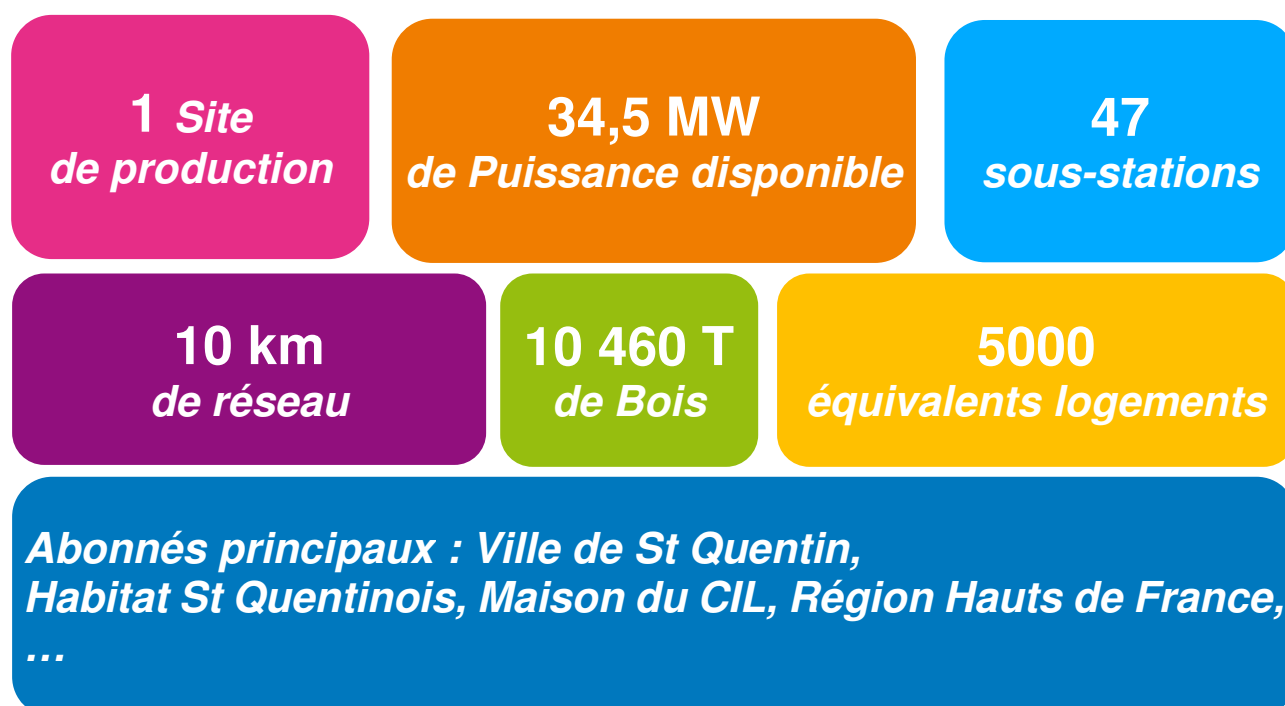 1 Site
de production
34,5 MW
de Puissance disponible
47
sous-stations
10 km
de réseau
10 460 T
de Bois
5000
équivalents logements
Abonnés principaux : Ville de St Quentin,
Habitat St Quentinois, Maison du CIL, Région Hauts de France,
…